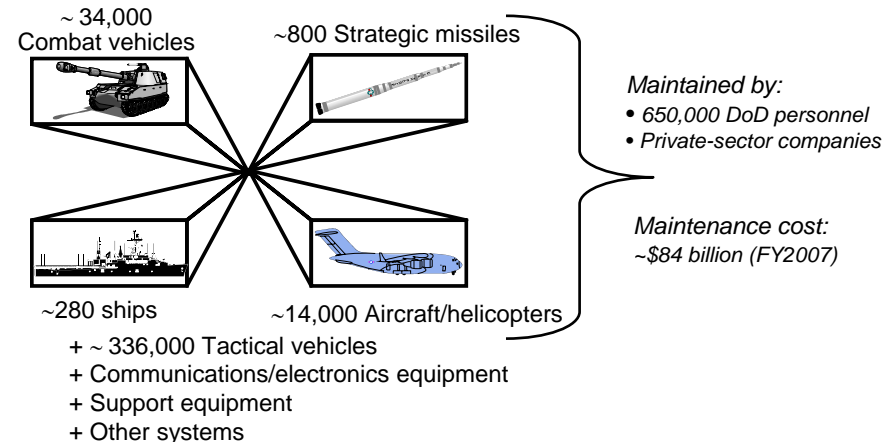 ~ 34,000
Combat vehicles
~800 Strategic missiles
~280 ships
~14,000 Aircraft/helicopters
+ ~ 336,000 Tactical vehicles
+ Communications/electronics equipment
+ Support equipment
+ Other systems
Maintained by:
• 650,000 DoD personnel
• Private-sector companies
Maintenance cost:
~$84 billion (FY2007)